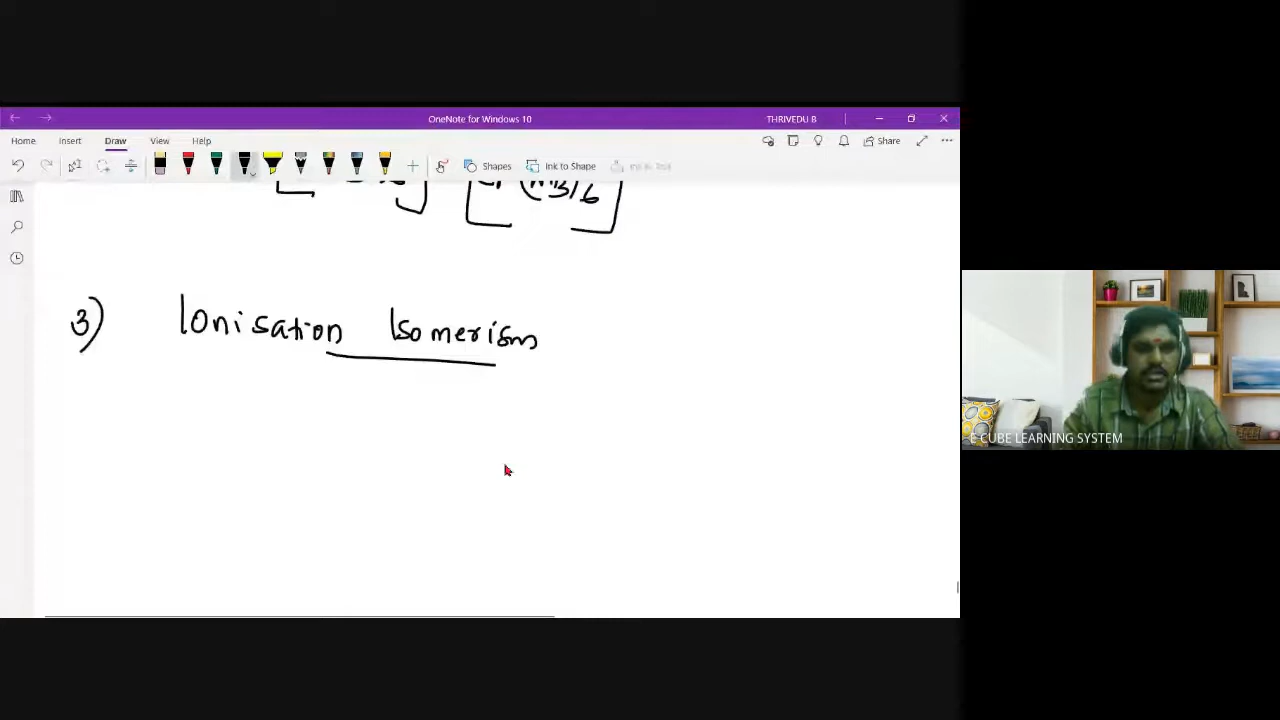 OneNote for Windows 10
THRIVEDU B
Home Insert Draw View Help
Share
Shapes Ink to Shape
3) Ionisation Isomerism
E CUBE LEARNING SYSTEM